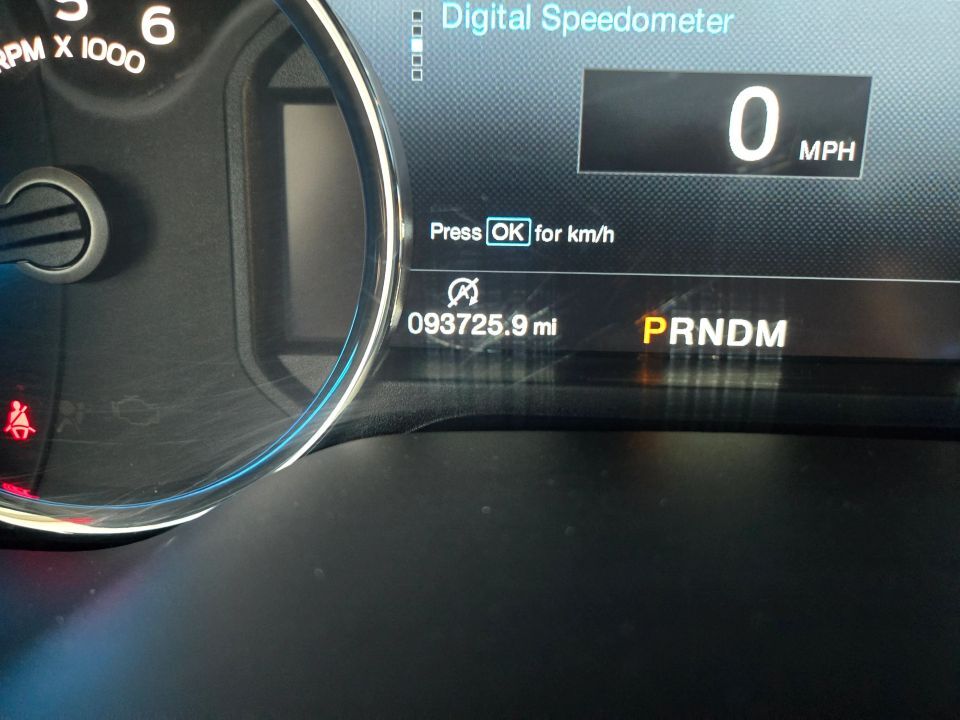 5 6
RPM X 1000
Digital Speedometer
0 MPH
Press OK for km/h
093725.9 mi
PRNDM